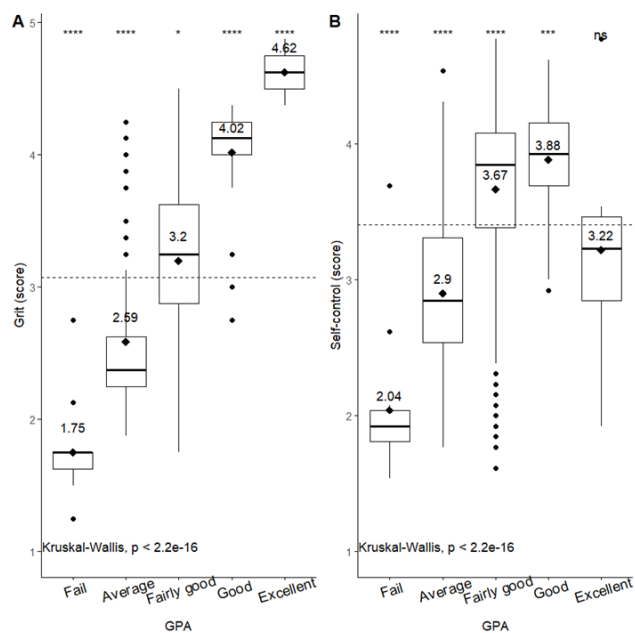 A
**** **** * **** ****
5
4
3
2
1
Grit (score)
1.75
2.59
3.2
4.02
4.62
Kruskal-Wallis, p < 2.2e-16
Fail Average Fairly good Good Excellent
GPA
B
**** **** **** *** ns
4
3
2
1
Self-control (score)
2.04
2.9
3.67
3.88
3.22
Kruskal-Wallis, p < 2.2e-16
Fail Average Fairly good Good Excellent
GPA